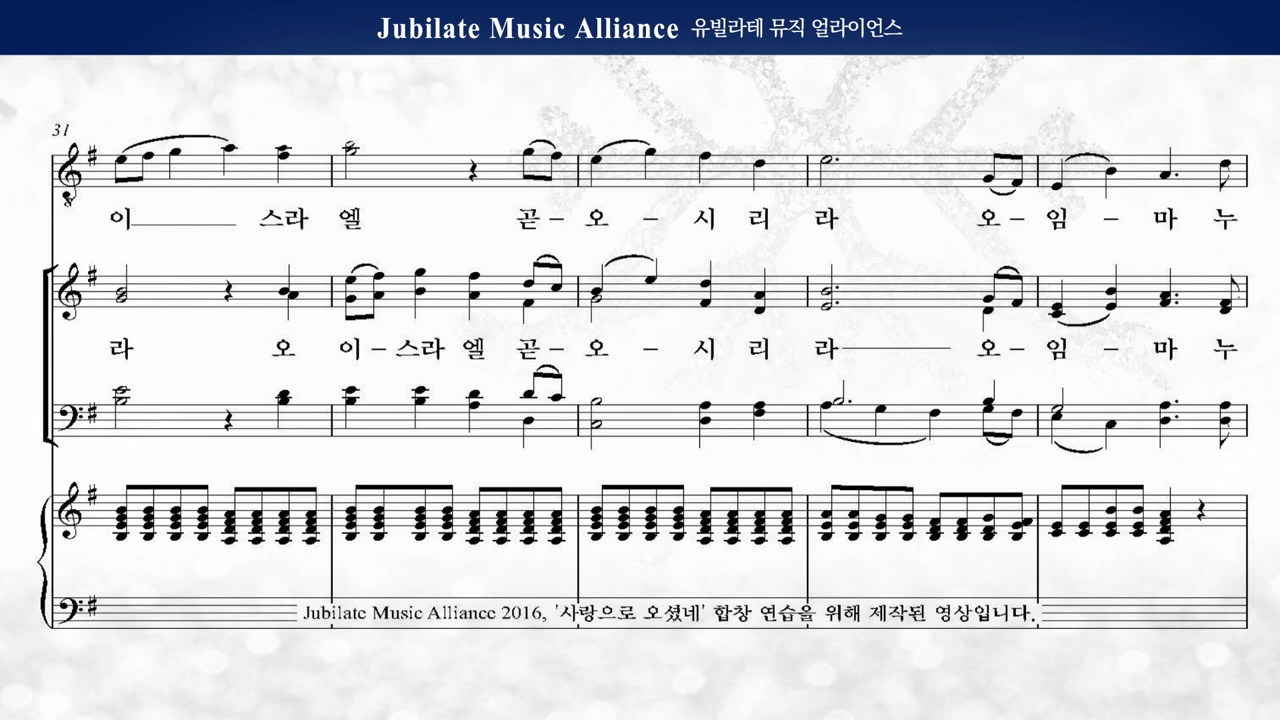 Jubilate Music Alliance 유빌라테 뮤직 얼라이언스
31
이 스라 엘 곧 - 오 - 시 리 라 오 - 임 - 마 누
라 오 이 - 스라 엘 곧 - 오 - 시 리 라 오 - 임 - 마 누
Jubilate Music Alliance 2016, '사랑으로 오셨네' 합창 연습을 위해 제작된 영상입니다.